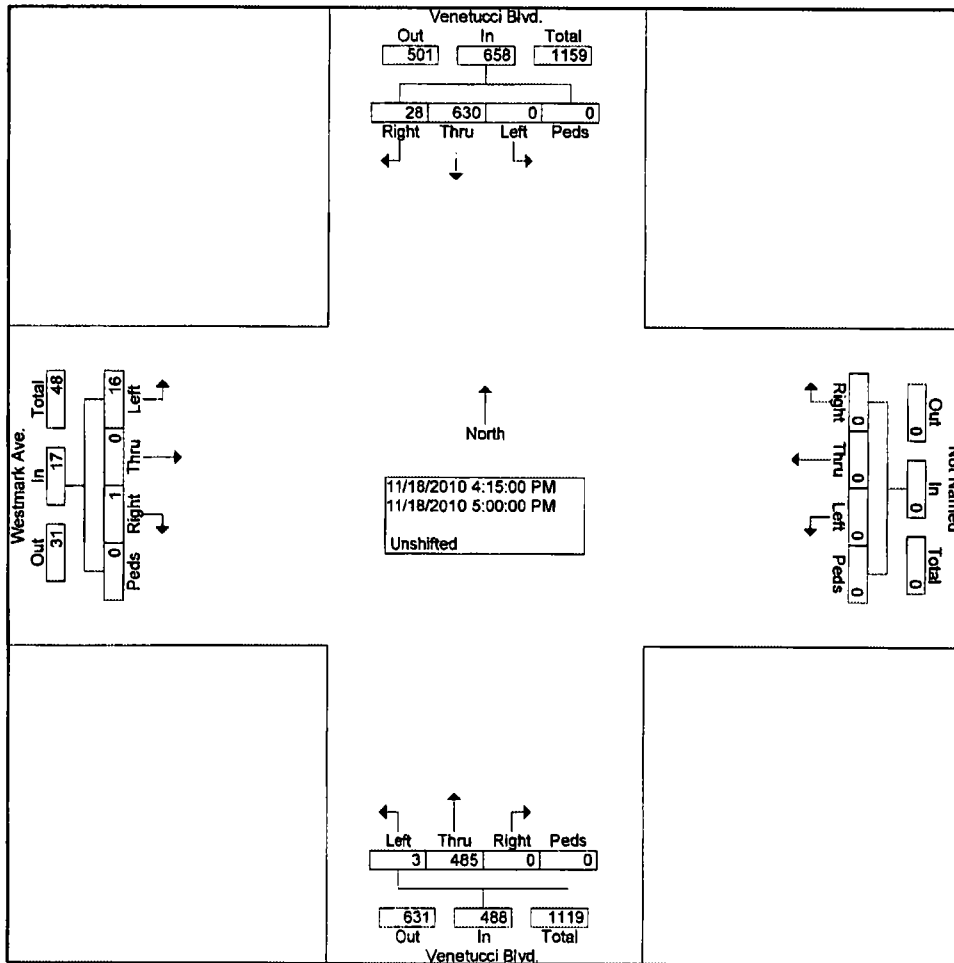 Venetucci Blvd.
Out In Total
501 658 1159
28 630 0 0
Right Thru Left Peds
Westmark Ave.
Total In Out
48 17 31
16 0 1 0
Left Thru Right Peds
North
11/18/2010 4:15:00 PM
11/18/2010 5:00:00 PM
Unshifted
Right Thru Left Peds
0 0 0 0
Out In Total
0 0 0
Not Named
Left Thru Right Peds
3 485 0 0
631 488 1119
Out In Total
Venetucci Blvd.